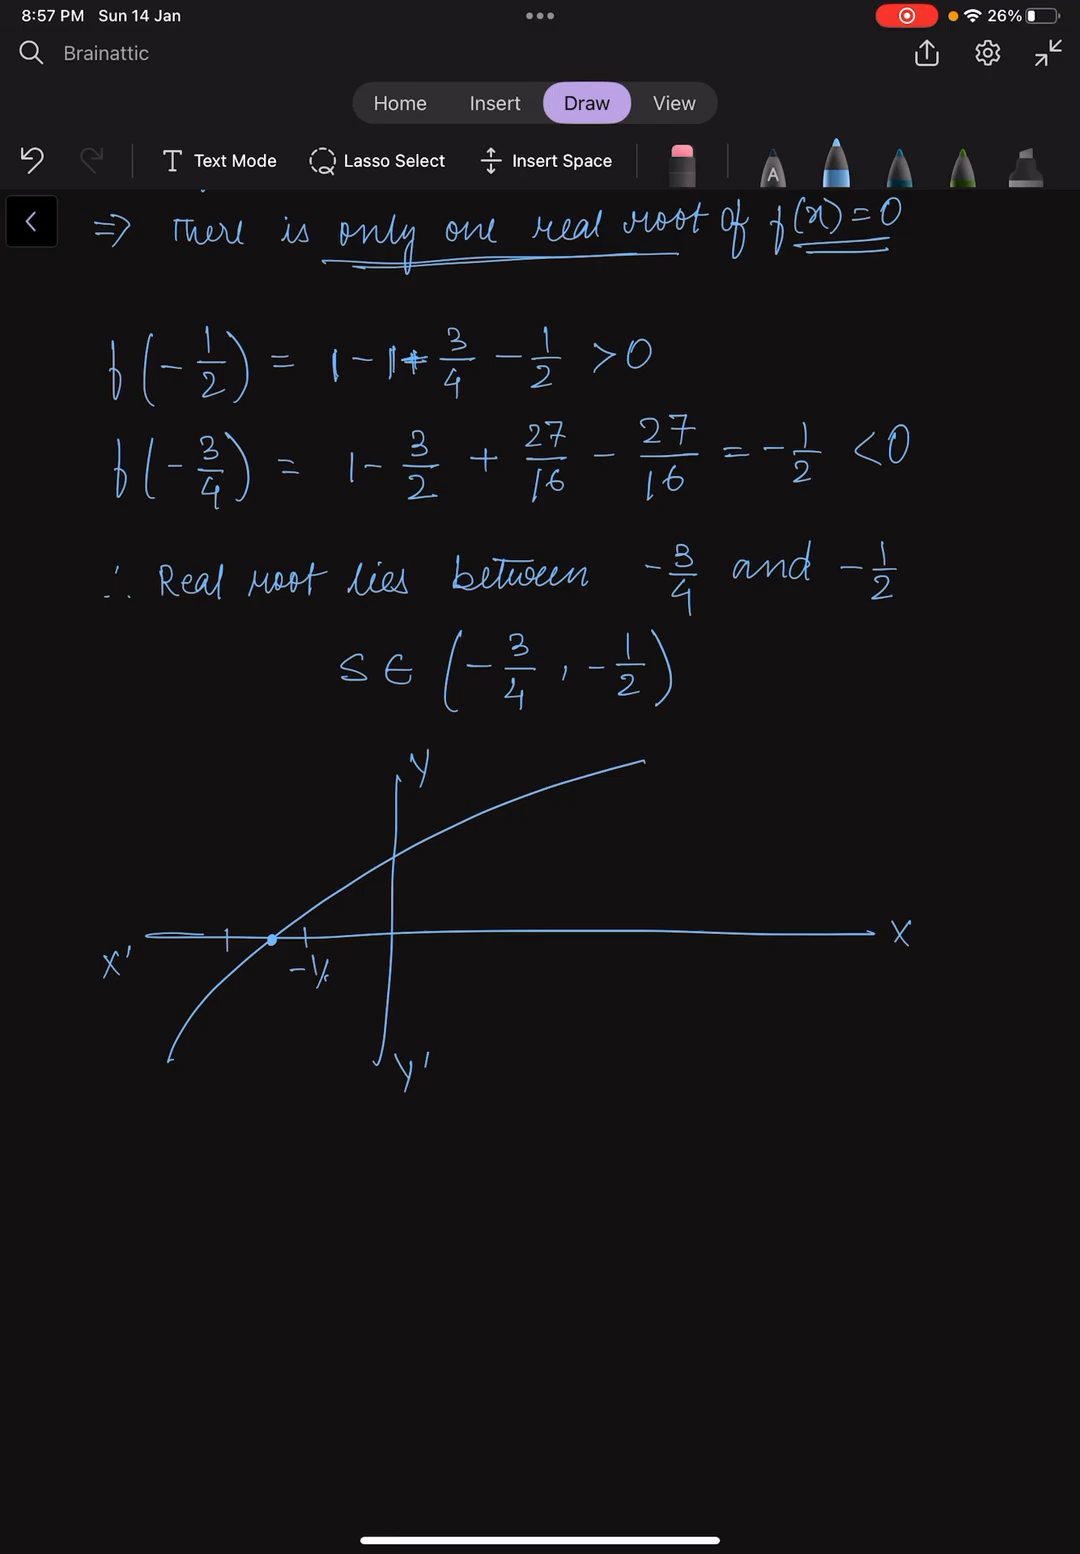 8:57 PM Sun 14 Jan
26%
Brainattic
Home Insert Draw View
Text Mode Lasso Select Insert Space
A
⇒ There is only one real root of f(x) = 0
f(-1/2) = 1 - 1 + 3/4 - 1/2 > 0
f(-3/4) = 1 - 3/2 + 27/16 - 27/16 = -1/2 < 0
∴ Real root lies between -3/4 and -1/2
S ∈ (-3/4, -1/2)
Y
X' X
-1/2
Y'